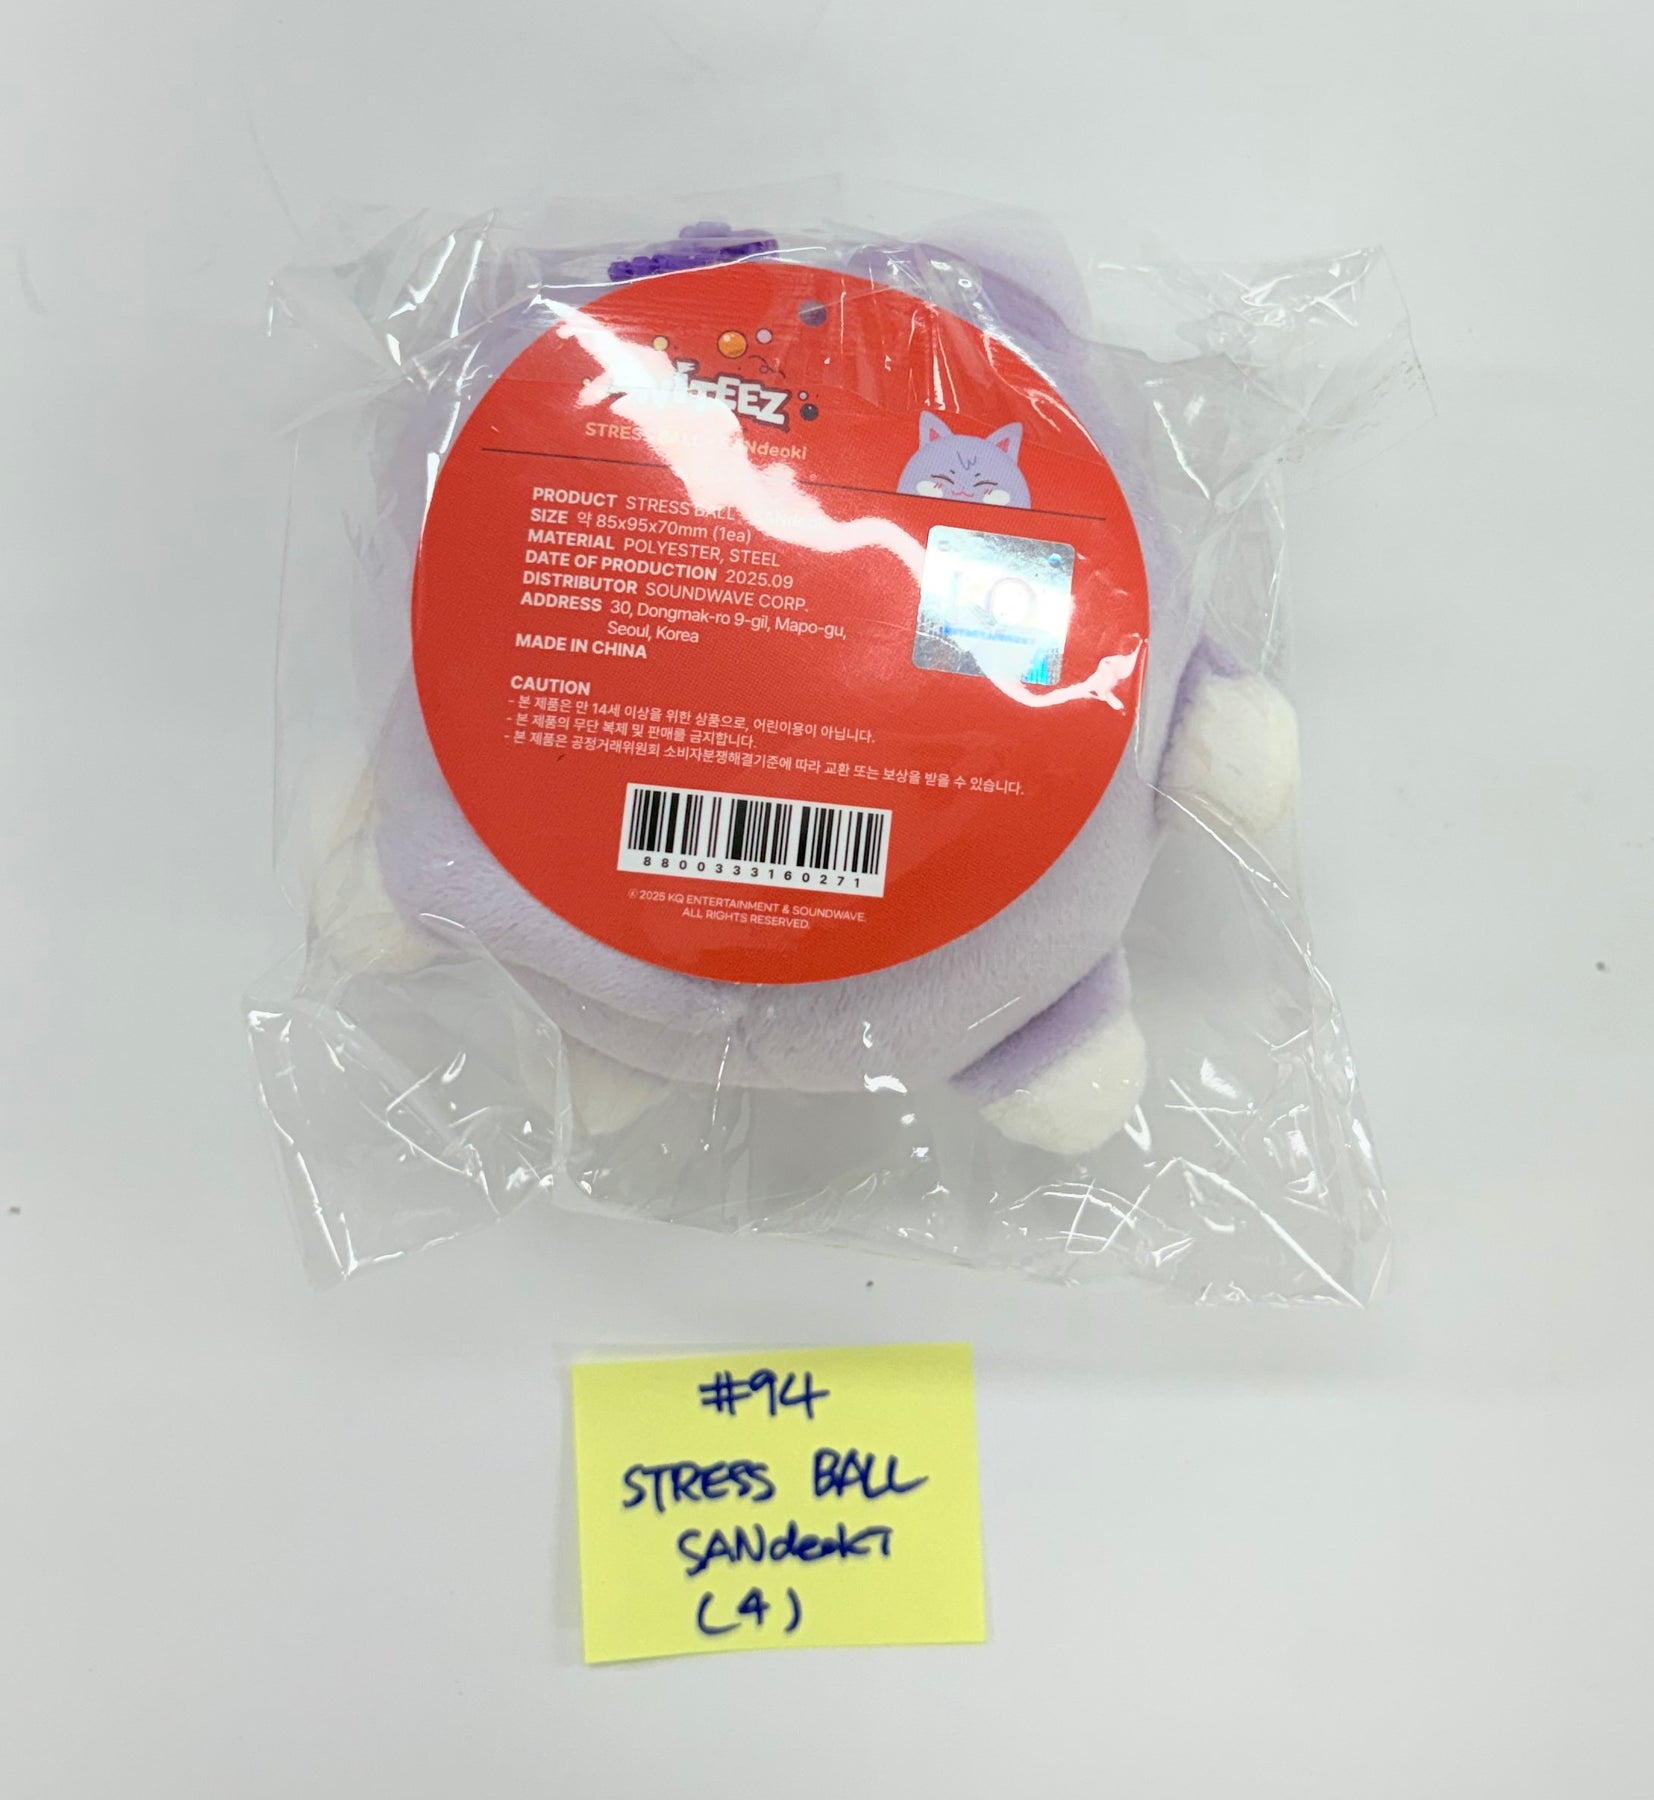 ANITEEZ
STRESS BALL - SANdeoki
PRODUCT STRESS BALL - SANdeoki
SIZE 약 85x95x70mm (1ea)
MATERIAL POLYESTER, STEEL
DATE OF PRODUCTION 2025.09
DISTRIBUTOR SOUNDWAVE CORP.
ADDRESS 30, Dongmak-ro 9-gil, Mapo-gu,
Seoul, Korea
MADE IN CHINA
CAUTION
- 본 제품은 만 14세 이상을 위한 상품으로, 어린이용이 아닙니다.
- 본 제품의 무단 복제 및 판매를 금지합니다.
- 본 제품은 공정거래위원회 소비자분쟁해결기준에 따라 교환 또는 보상을 받을 수 있습니다.
8800333160271
ⓒ 2025 KQ ENTERTAINMENT & SOUNDWAVE.
ALL RIGHTS RESERVED.
#94
STRESS BALL
SANdeoki
(4)